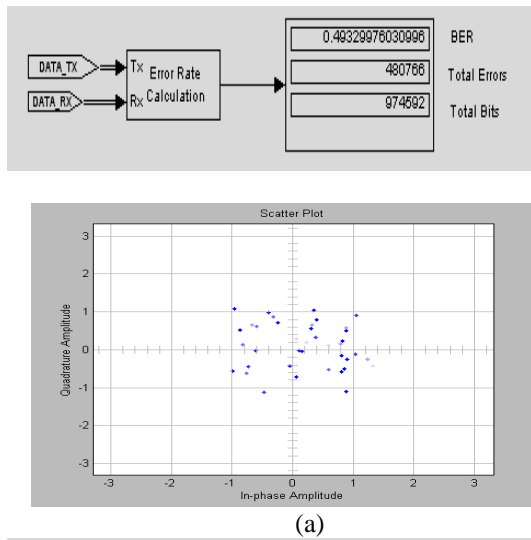 DATA_TX
DATA_RX
Tx
Rx
Error Rate
Calculation
0.49329976030996
480766
974592
BER
Total Errors
Total Bits
Scatter Plot
Quadrature Amplitude
3
2
1
0
-1
-2
-3
-3 -2 -1 0 1 2 3
In-phase Amplitude
(a)